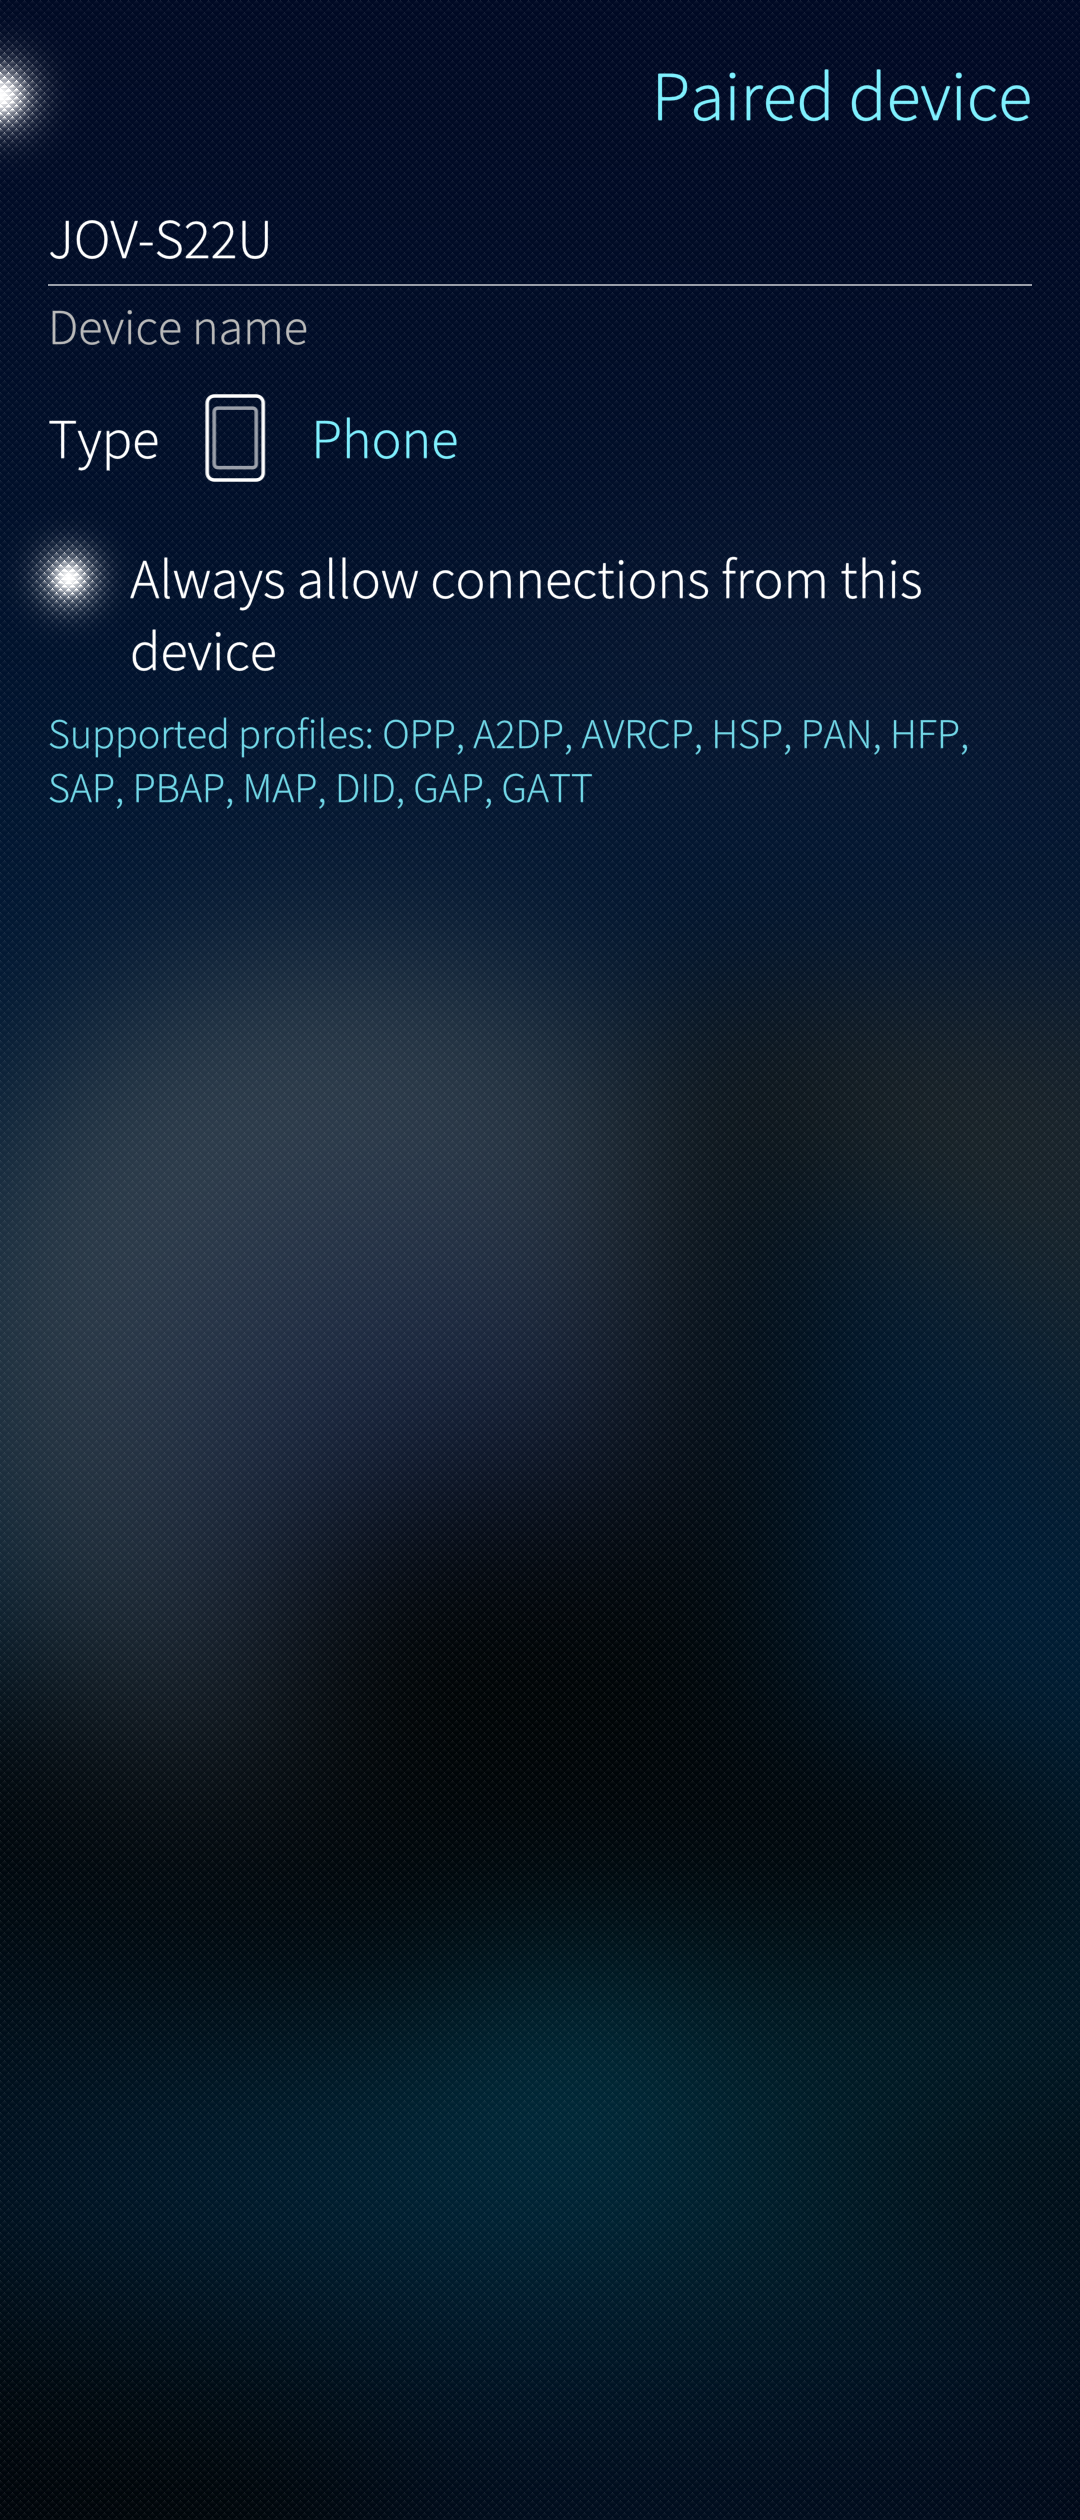 Paired device
JOV-S22U
Device name
Type Phone
Always allow connections from this
device
Supported profiles: OPP, A2DP, AVRCP, HSP, PAN, HFP,
SAP, PBAP, MAP, DID, GAP, GATT